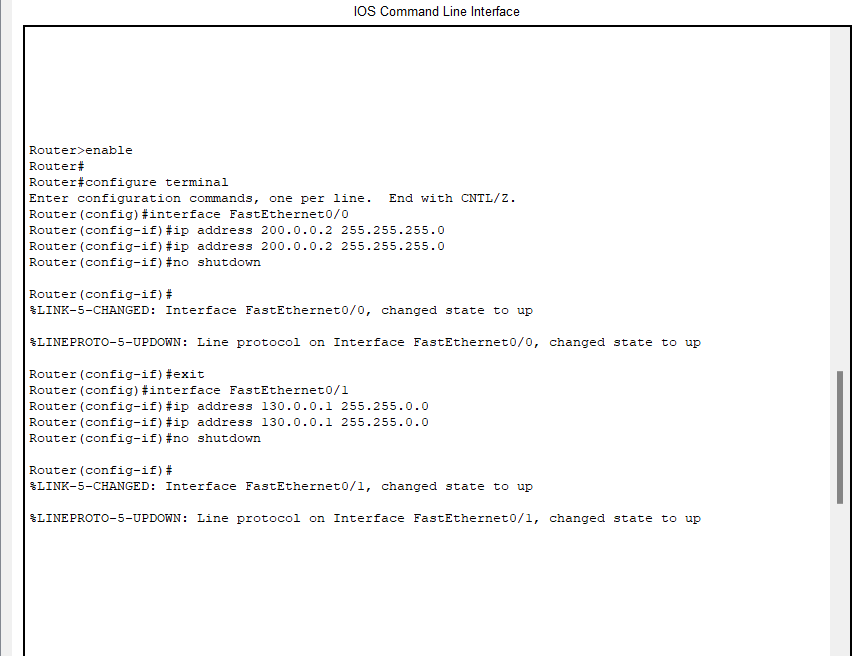 IOS Command Line Interface
Router>enable
Router#
Router#configure terminal
Enter configuration commands, one per line.  End with CNTL/Z.
Router(config)#interface FastEthernet0/0
Router(config-if)#ip address 200.0.0.2 255.255.255.0
Router(config-if)#ip address 200.0.0.2 255.255.255.0
Router(config-if)#no shutdown
Router(config-if)#
%LINK-5-CHANGED: Interface FastEthernet0/0, changed state to up
%LINEPROTO-5-UPDOWN: Line protocol on Interface FastEthernet0/0, changed state to up
Router(config-if)#exit
Router(config)#interface FastEthernet0/1
Router(config-if)#ip address 130.0.0.1 255.255.0.0
Router(config-if)#ip address 130.0.0.1 255.255.0.0
Router(config-if)#no shutdown
Router(config-if)#
%LINK-5-CHANGED: Interface FastEthernet0/1, changed state to up
%LINEPROTO-5-UPDOWN: Line protocol on Interface FastEthernet0/1, changed state to up